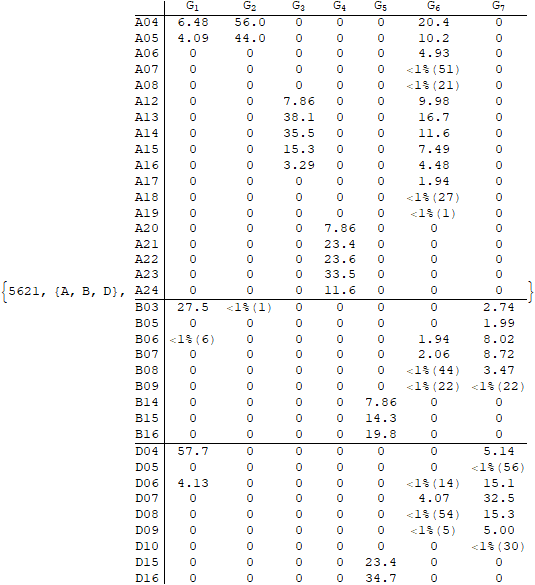 G₁ G₂ G₃ G₄ G₅ G₆ G₇
A04 6.48 56.0 0 0 0 20.4 0
A05 4.09 44.0 0 0 0 10.2 0
A06 0 0 0 0 0 4.93 0
A07 0 0 0 0 0 <1%(51) 0
A08 0 0 0 0 0 <1%(21) 0
A12 0 0 7.86 0 0 9.98 0
A13 0 0 38.1 0 0 16.7 0
A14 0 0 35.5 0 0 11.6 0
A15 0 0 15.3 0 0 7.49 0
A16 0 0 3.29 0 0 4.48 0
A17 0 0 0 0 0 1.94 0
A18 0 0 0 0 0 <1%(27) 0
A19 0 0 0 0 0 <1%(1) 0
A20 0 0 0 7.86 0 0 0
A21 0 0 0 23.4 0 0 0
A22 0 0 0 23.6 0 0 0
A23 0 0 0 33.5 0 0 0
{5621, {A, B, D}, A24 0 0 0 11.6 0 0 0 }
B03 27.5 <1%(1) 0 0 0 0 2.74
B05 0 0 0 0 0 0 1.99
B06 <1%(6) 0 0 0 0 1.94 8.02
B07 0 0 0 0 0 2.06 8.72
B08 0 0 0 0 0 <1%(44) 3.47
B09 0 0 0 0 0 <1%(22) <1%(22)
B14 0 0 0 0 7.86 0 0
B15 0 0 0 0 14.3 0 0
B16 0 0 0 0 19.8 0 0
D04 57.7 0 0 0 0 0 5.14
D05 0 0 0 0 0 0 <1%(56)
D06 4.13 0 0 0 0 <1%(14) 15.1
D07 0 0 0 0 0 4.07 32.5
D08 0 0 0 0 0 <1%(54) 15.3
D09 0 0 0 0 0 <1%(5) 5.00
D10 0 0 0 0 0 0 <1%(30)
D15 0 0 0 0 23.4 0 0
D16 0 0 0 0 34.7 0 0